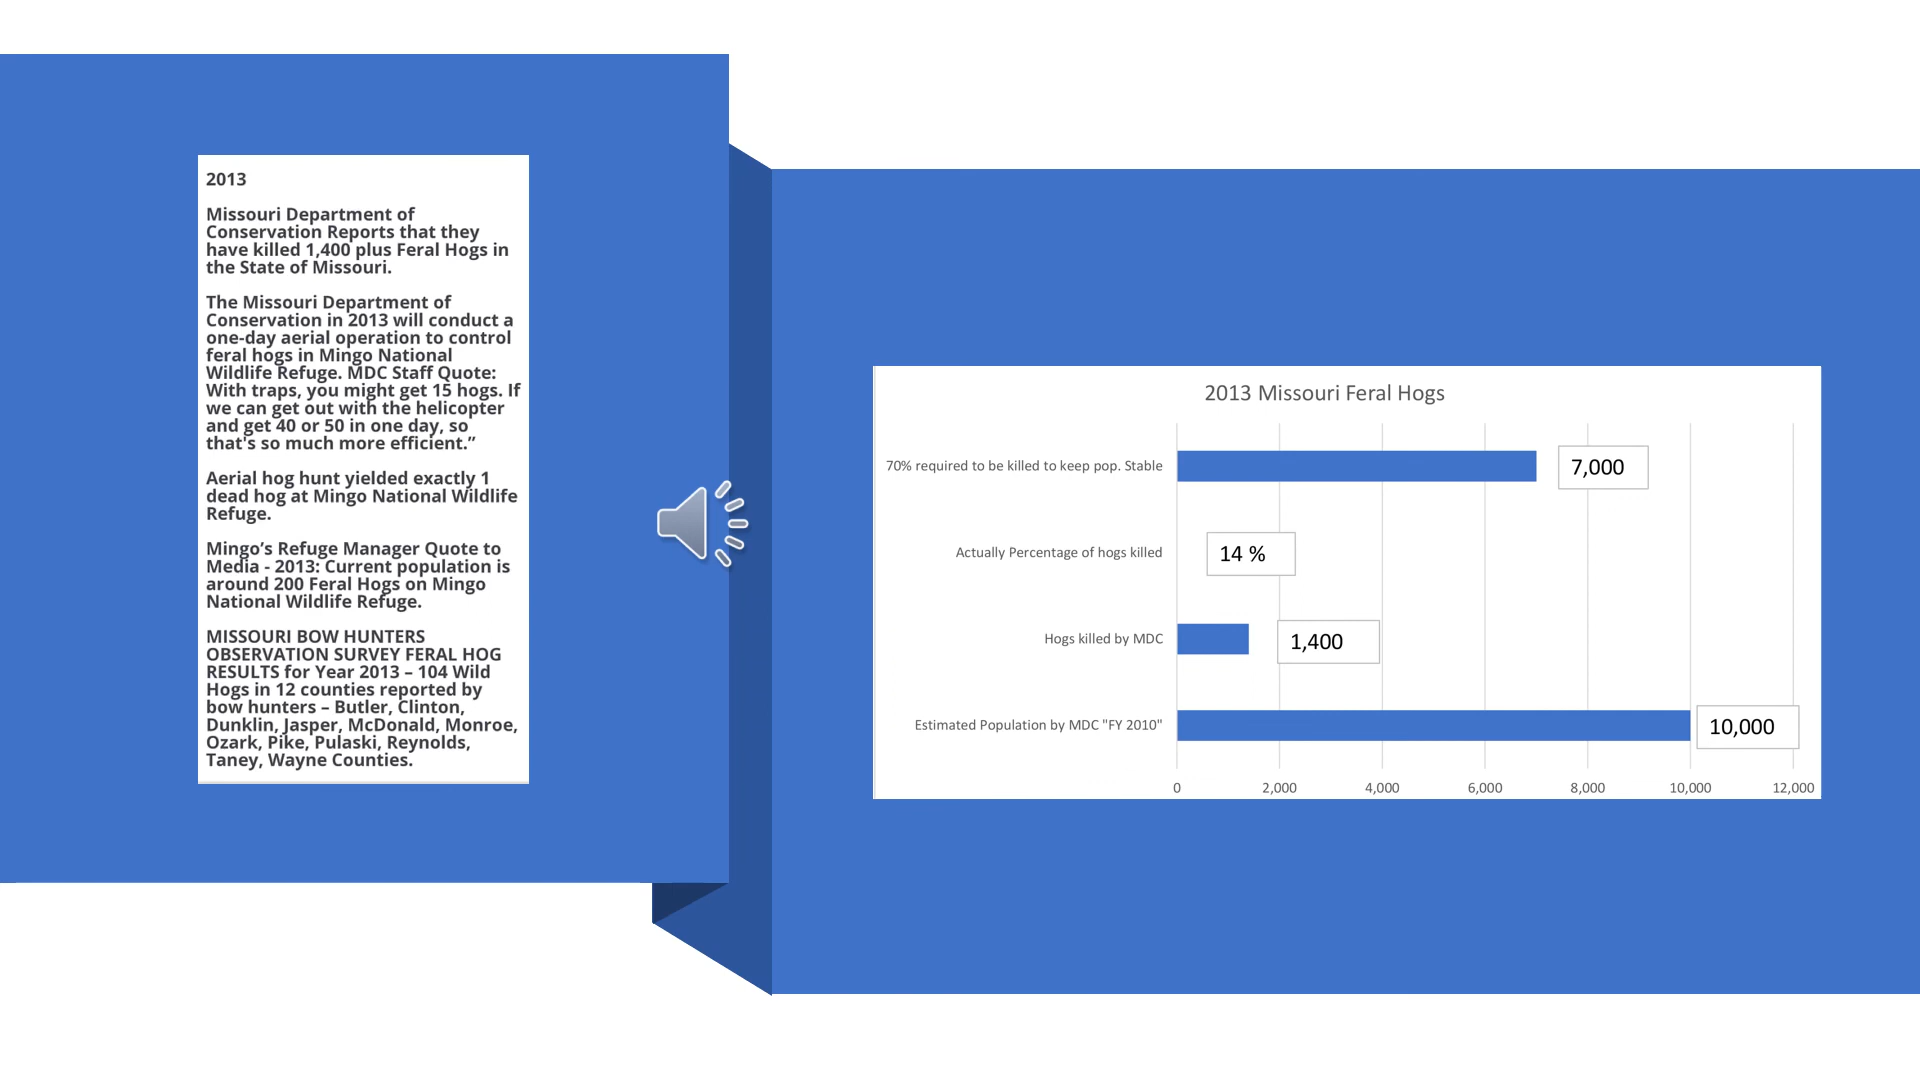 2013
Missouri Department of
Conservation Reports that they
have killed 1,400 plus Feral Hogs in
the State of Missouri.
The Missouri Department of
Conservation in 2013 will conduct a
one-day aerial operation to control
feral hogs in Mingo National
Wildlife Refuge. MDC Staff Quote:
With traps, you might get 15 hogs. If
we can get out with the helicopter
and get 40 or 50 in one day, so
that's so much more efficient.”
Aerial hog hunt yielded exactly 1
dead hog at Mingo National Wildlife
Refuge.
Mingo’s Refuge Manager Quote to
Media - 2013: Current population is
around 200 Feral Hogs on Mingo
National Wildlife Refuge.
MISSOURI BOW HUNTERS
OBSERVATION SURVEY FERAL HOG
RESULTS for Year 2013 – 104 Wild
Hogs in 12 counties reported by
bow hunters – Butler, Clinton,
Dunklin, Jasper, McDonald, Monroe,
Ozark, Pike, Pulaski, Reynolds,
Taney, Wayne Counties.
2013 Missouri Feral Hogs
70% required to be killed to keep pop. Stable 7,000
Actually Percentage of hogs killed 14 %
Hogs killed by MDC 1,400
Estimated Population by MDC "FY 2010" 10,000
0 2,000 4,000 6,000 8,000 10,000 12,000